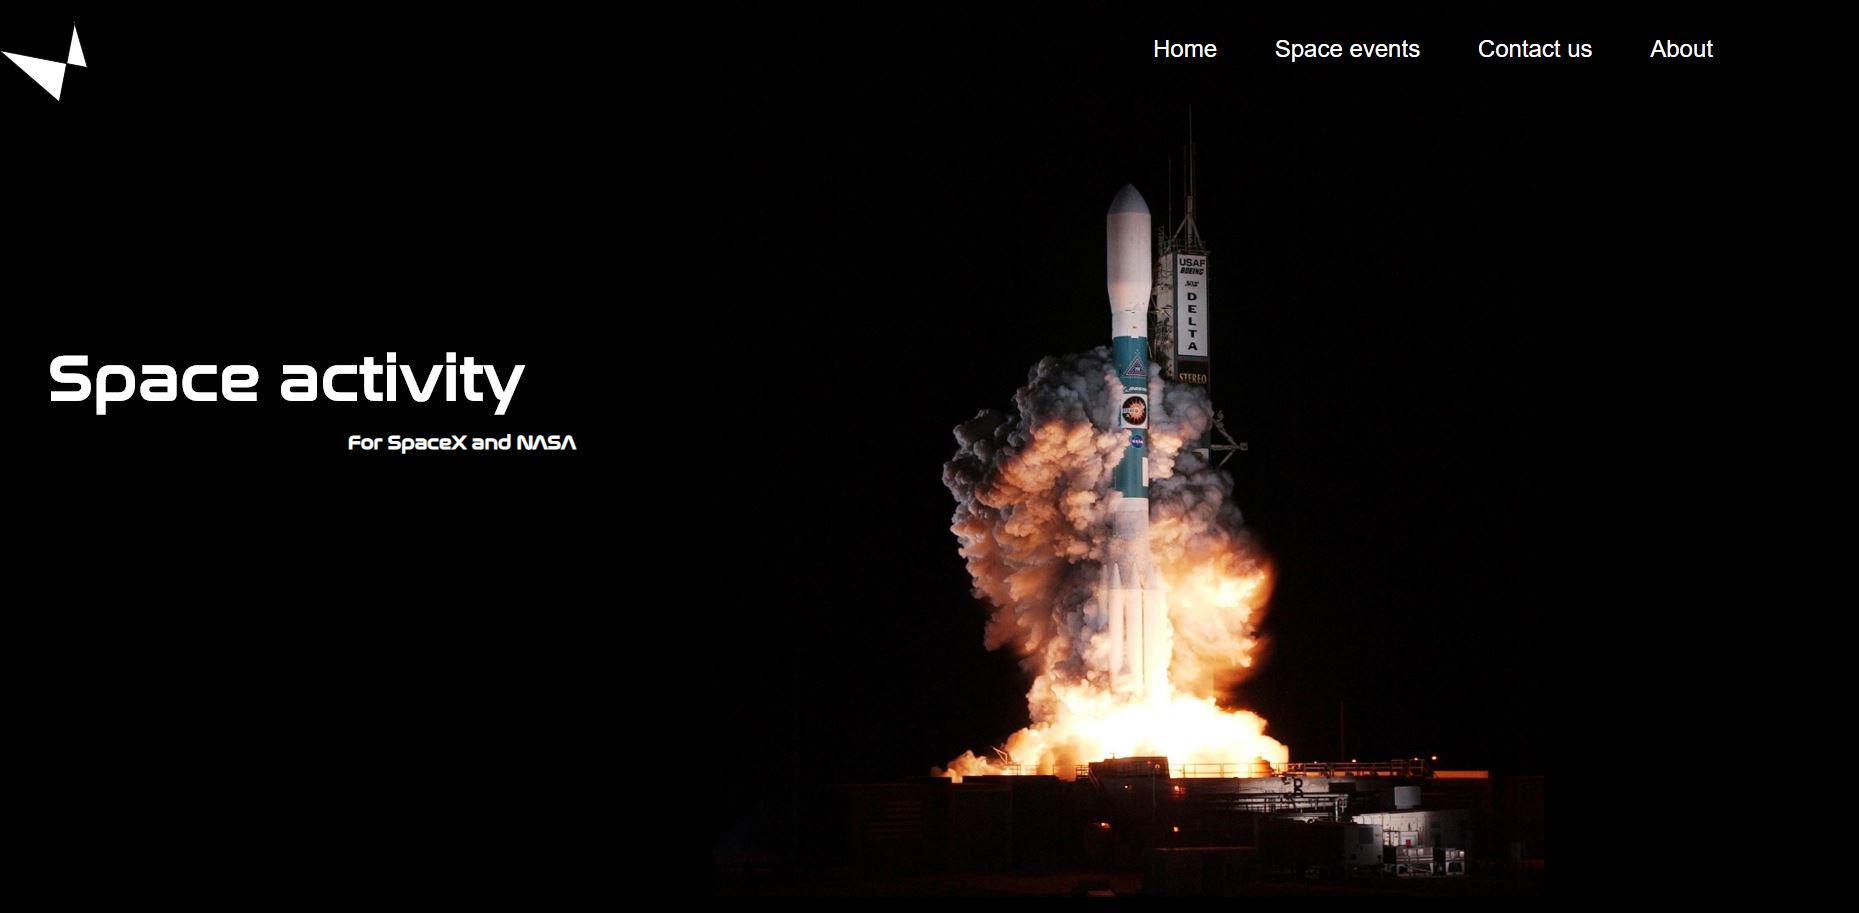 Home Space events Contact us About
USAF
BOEING
DELTA
STEREO
Space activity
For SpaceX and NASA